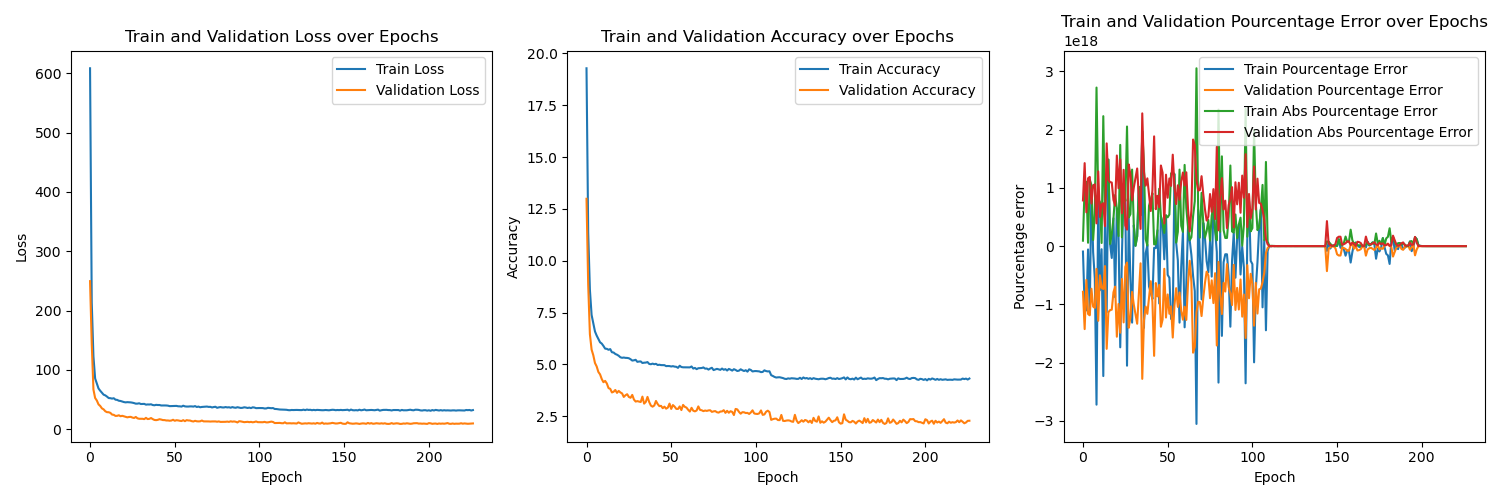 Train and Validation Loss over Epochs
Train Loss
Validation Loss
600
500
400
300
200
100
0
Loss
0 50 100 150 200
Epoch
Train and Validation Accuracy over Epochs
Train Accuracy
Validation Accuracy
20.0
17.5
15.0
12.5
10.0
7.5
5.0
2.5
Accuracy
0 50 100 150 200
Epoch
Train and Validation Pourcentage Error over Epochs
1e18
Train Pourcentage Error
Validation Pourcentage Error
Train Abs Pourcentage Error
Validation Abs Pourcentage Error
3
2
1
0
−1
−2
−3
Pourcentage error
0 50 100 150 200
Epoch